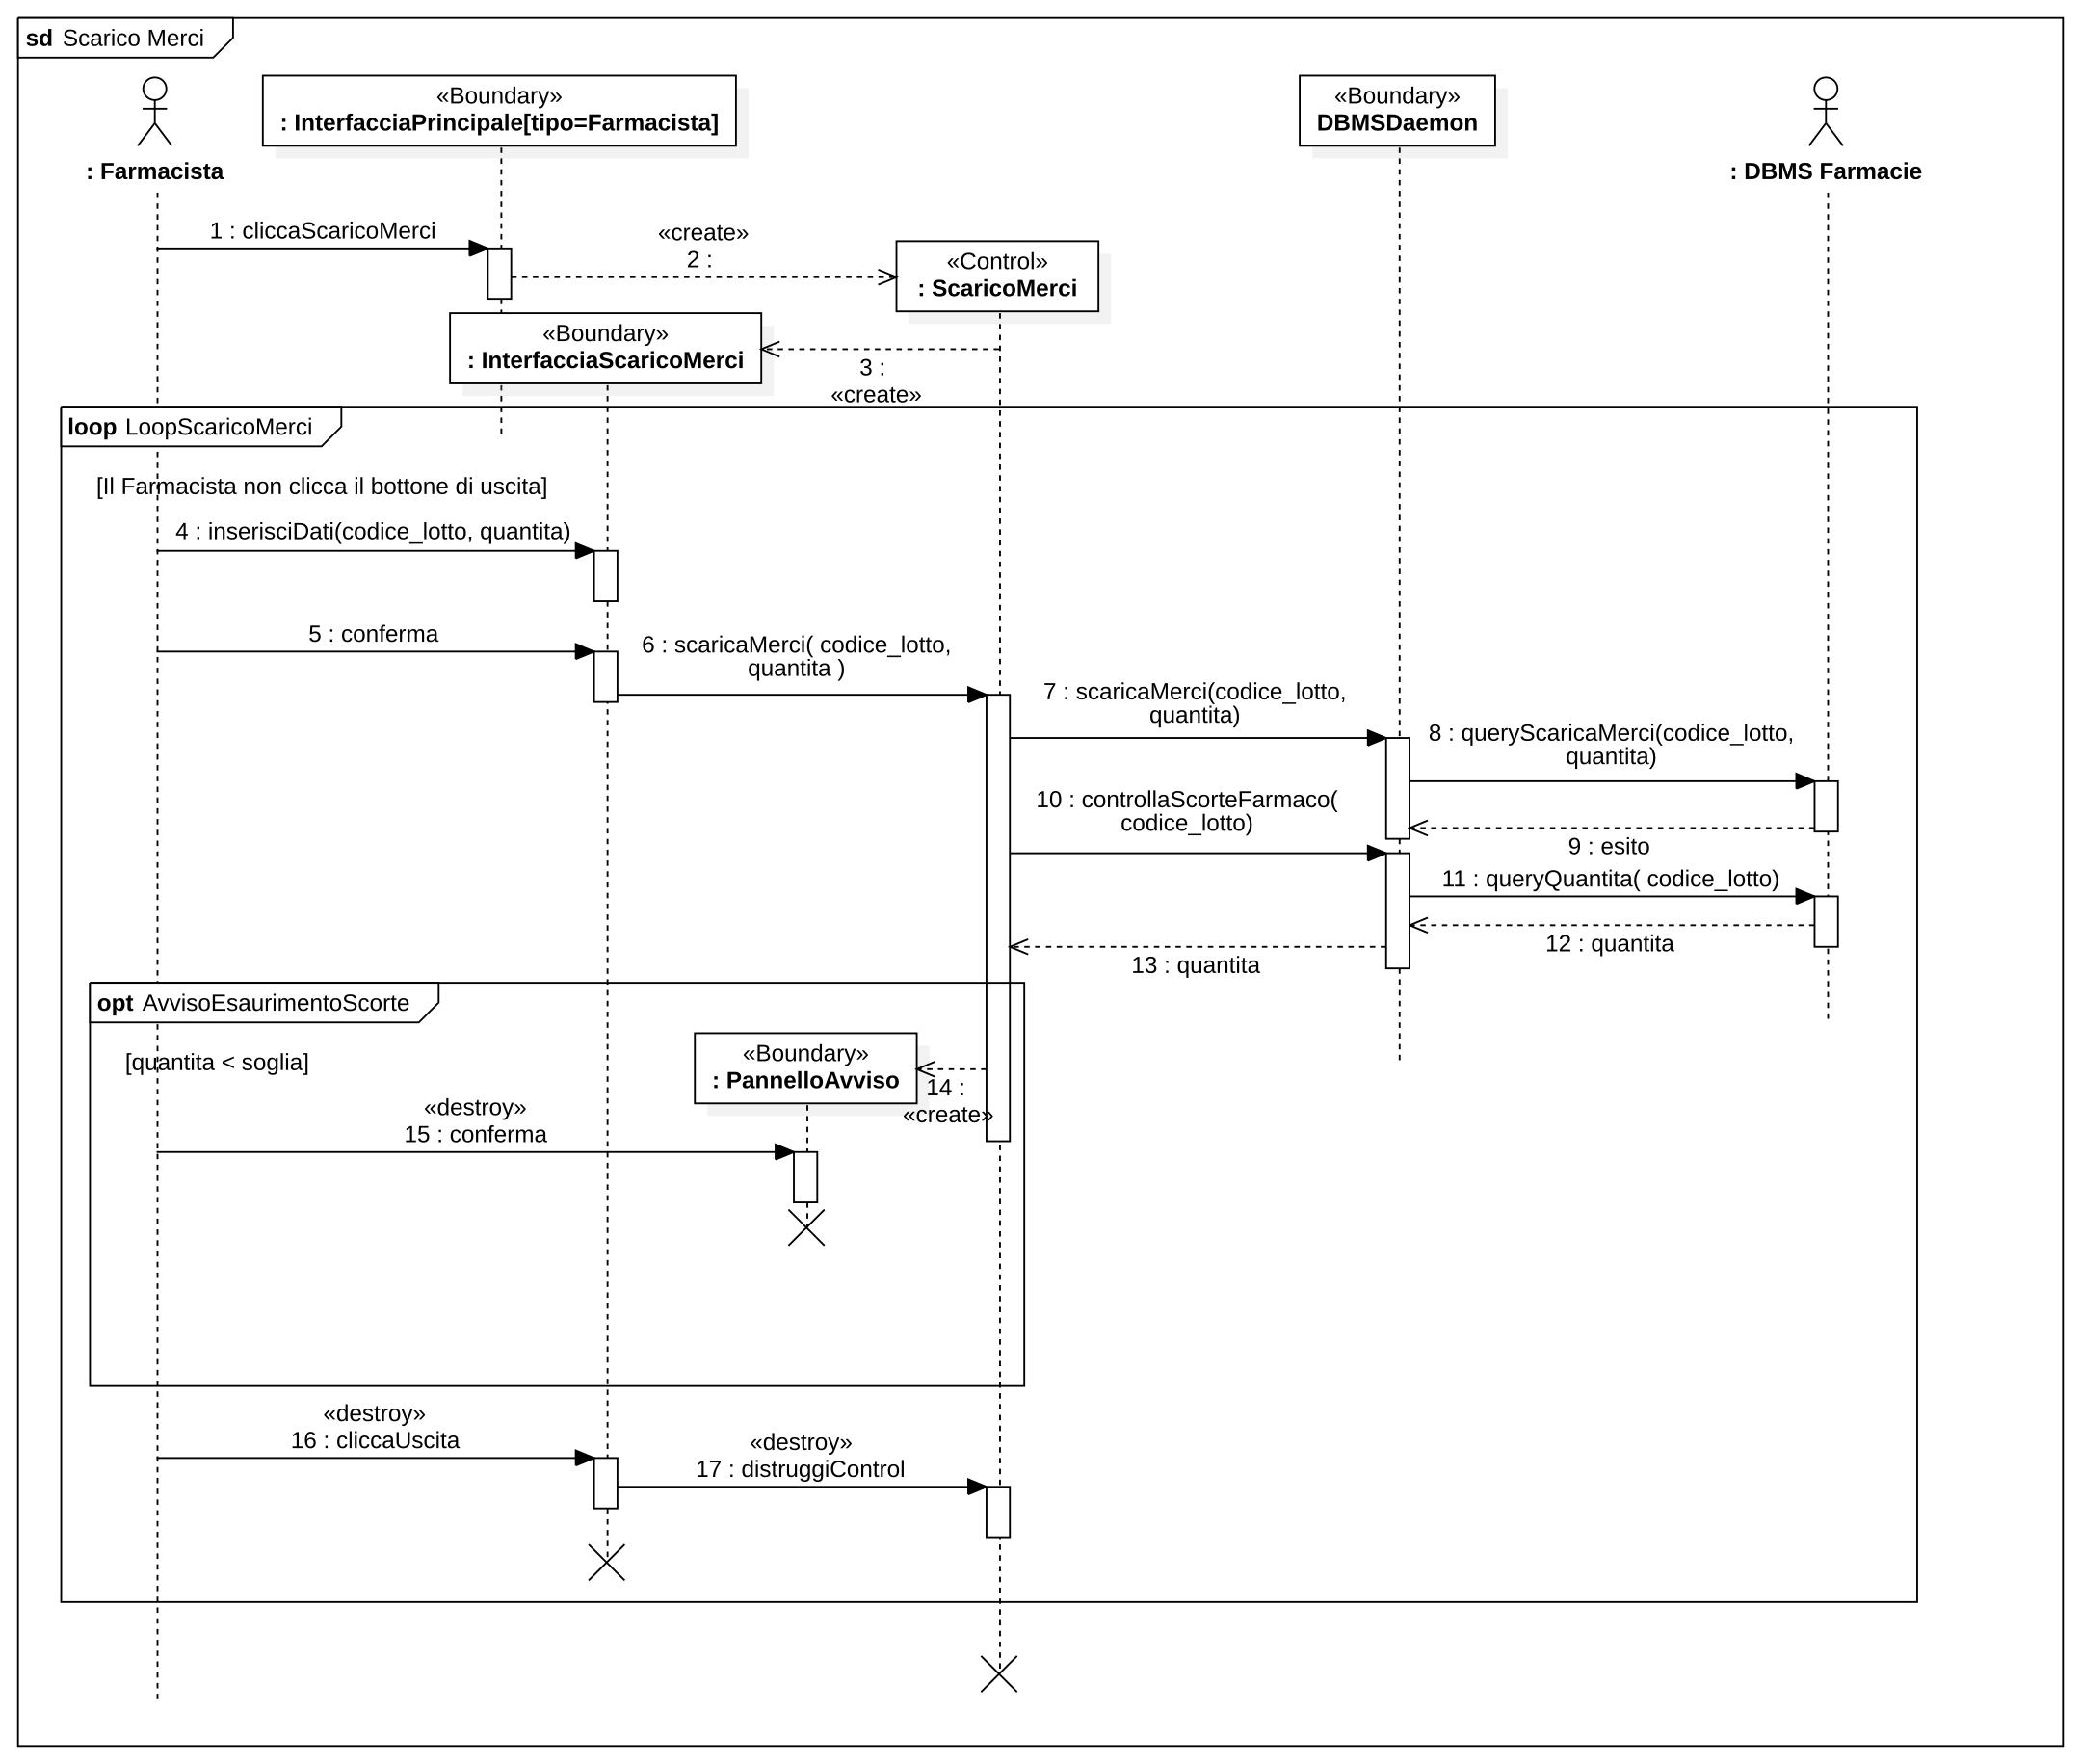 sd Scarico Merci
«Boundary»
: InterfacciaPrincipale[tipo=Farmacista]
«Boundary»
DBMSDaemon
: Farmacista
: DBMS Farmacie
1 : cliccaScaricoMerci
«create»
2 :
«Control»
: ScaricoMerci
«Boundary»
: InterfacciaScaricoMerci
3 :
«create»
loop LoopScaricoMerci
[Il Farmacista non clicca il bottone di uscita]
4 : inserisciDati(codice_lotto, quantita)
5 : conferma
6 : scaricaMerci( codice_lotto,
quantita )
7 : scaricaMerci(codice_lotto,
quantita)
8 : queryScaricaMerci(codice_lotto,
quantita)
9 : esito
10 : controllaScorteFarmaco(
codice_lotto)
11 : queryQuantita( codice_lotto)
12 : quantita
13 : quantita
opt AvvisoEsaurimentoScorte
[quantita < soglia]
«Boundary»
: PannelloAvviso
14 :
«create»
«destroy»
15 : conferma
«destroy»
16 : cliccaUscita
«destroy»
17 : distruggiControl